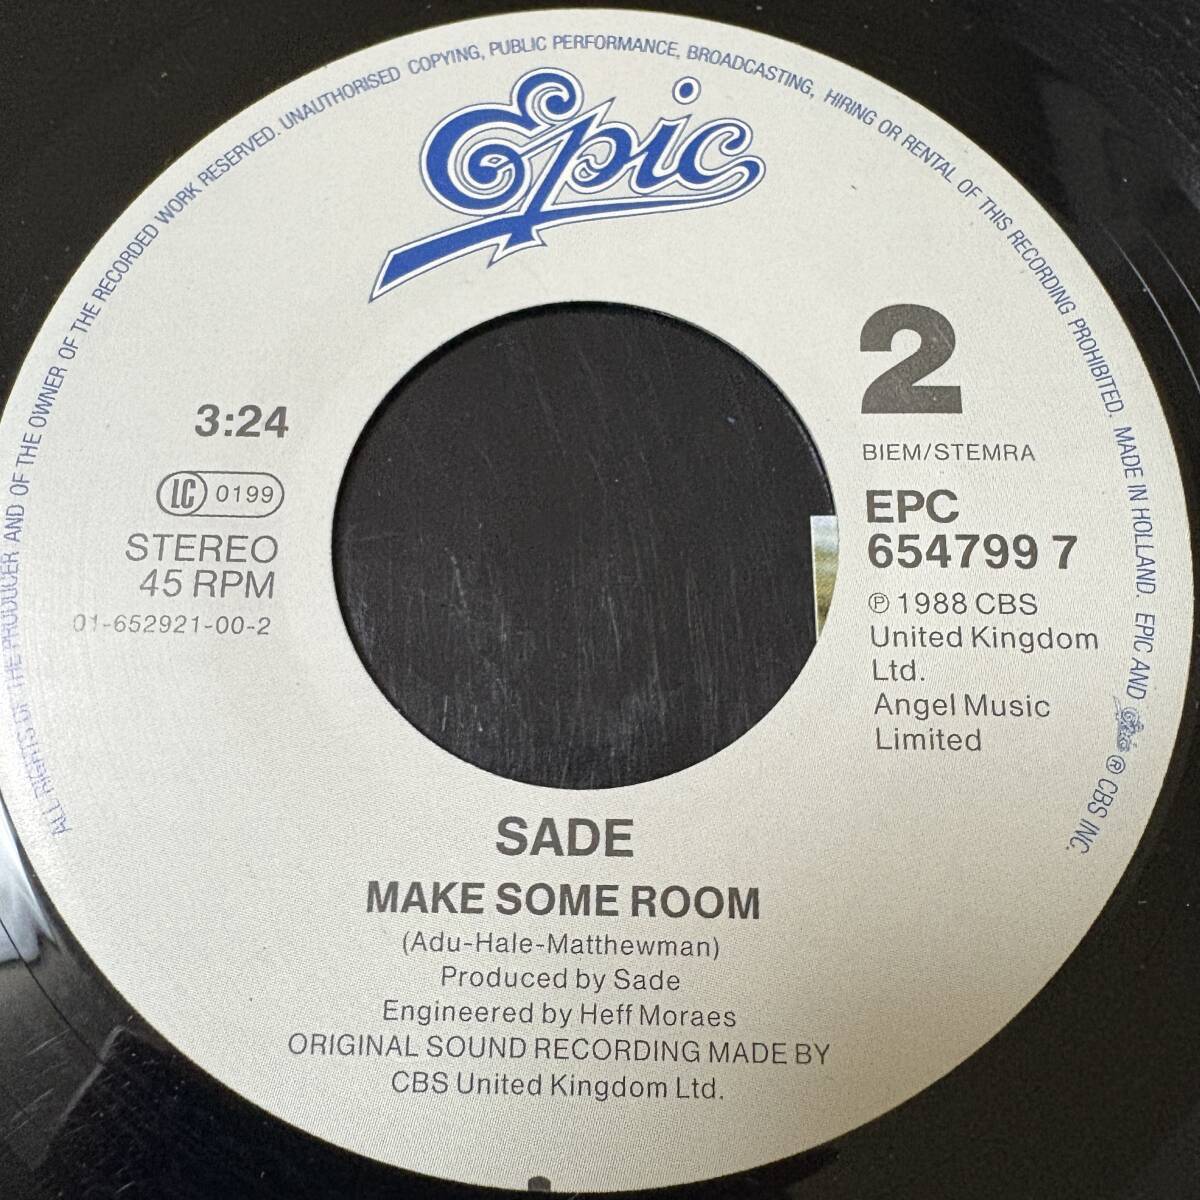 ALL RIGHTS OF THE PRODUCER AND OF THE OWNER OF THE RECORDED WORK RESERVED. UNAUTHORISED COPYING, PUBLIC PERFORMANCE, BROADCASTING, HIRING OR RENTAL OF THIS RECORDING PROHIBITED. MADE IN HOLLAND. EPIC AND Epic ® CBS INC.
Epic
2
BIEM/STEMRA
EPC
654799 7
℗ 1988 CBS
United Kingdom
Ltd.
Angel Music
Limited
3:24
LC 0199
STEREO
45 RPM
01-652921-00-2
SADE
MAKE SOME ROOM
(Adu-Hale-Matthewman)
Produced by Sade
Engineered by Heff Moraes
ORIGINAL SOUND RECORDING MADE BY
CBS United Kingdom Ltd.